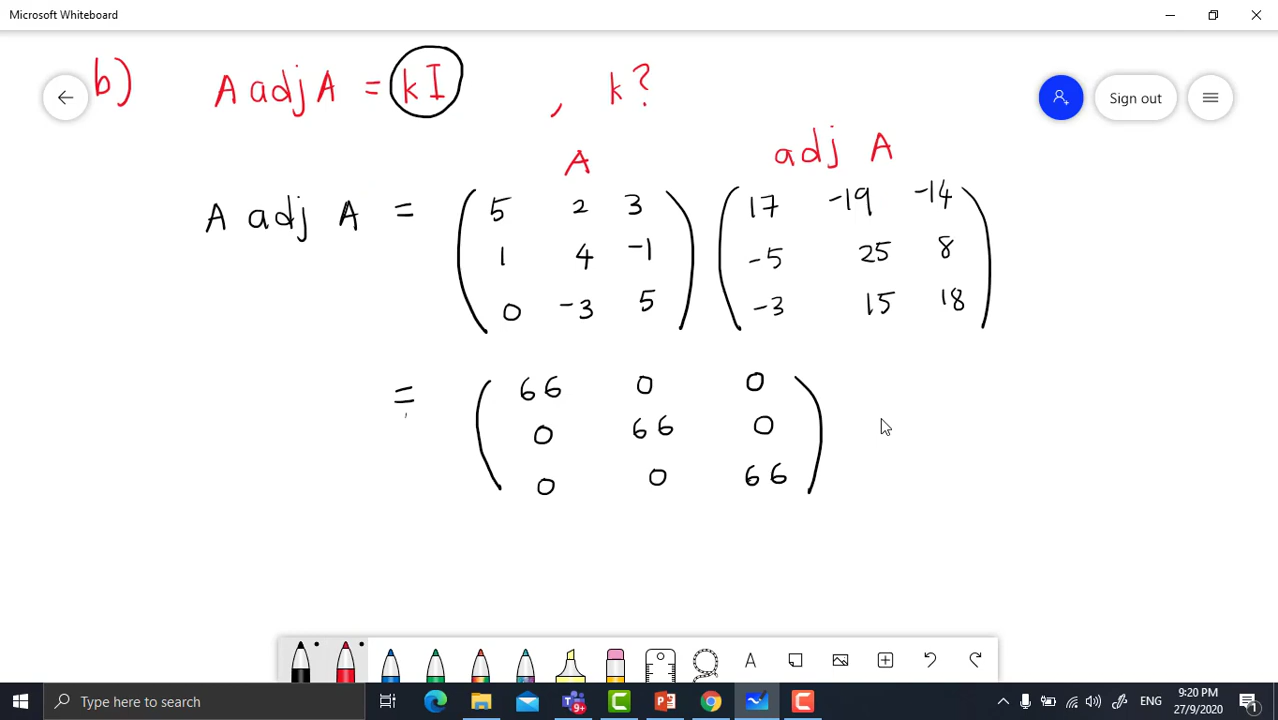 Microsoft Whiteboard
b) A adj A = kI , k?
Sign out
A adj A
A adj A = ( 5 2 3 ) ( 17 -19 -14 )
( 1 4 -1 ) ( -5 25 8 )
( 0 -3 5 ) ( -3 15 18 )
= ( 66 0 0 )
( 0 66 0 )
( 0 0 66 )
A
Type here to search
9+
ENG
9:20 PM
27/9/2020
1